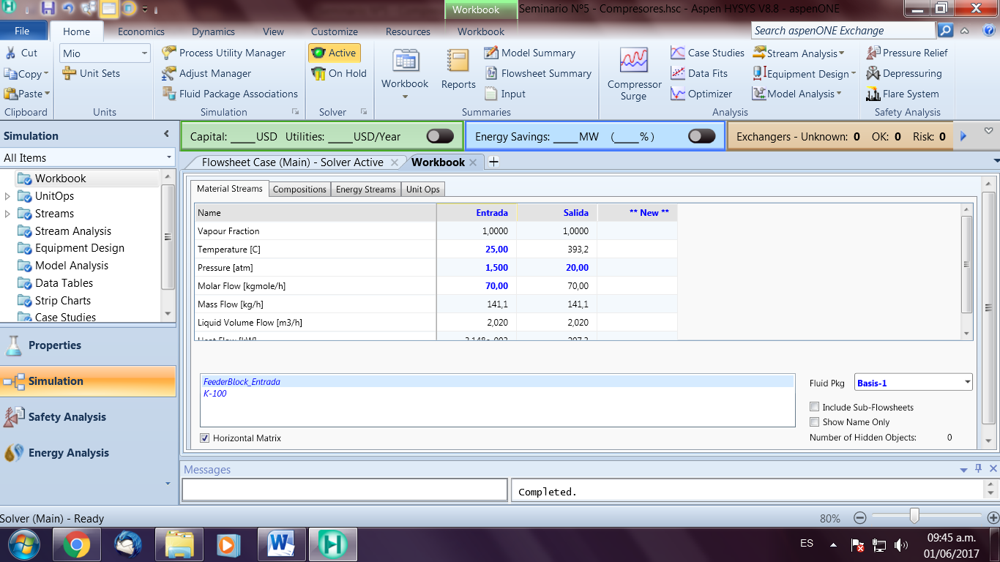 Workbook
Seminario Nº5 - Compresores.hsc - Aspen HYSYS V8.8 - aspenONE
File Home Economics Dynamics View Customize Resources Workbook
Search aspenONE Exchange
Cut
Copy
Paste
Clipboard
Mio
Unit Sets
Units
Process Utility Manager
Adjust Manager
Fluid Package Associations
Simulation
Active
On Hold
Solver
Workbook
Reports
Model Summary
Flowsheet Summary
Input
Summaries
Compressor
Surge
Case Studies
Data Fits
Optimizer
Stream Analysis
Equipment Design
Model Analysis
Analysis
Pressure Relief
Depressuring
Flare System
Safety Analysis
Simulation
All Items
Workbook
UnitOps
Streams
Stream Analysis
Equipment Design
Model Analysis
Data Tables
Strip Charts
Case Studies
Properties
Simulation
Safety Analysis
Energy Analysis
Capital: _____USD Utilities: _____USD/Year
Energy Savings: _____MW (_____%)
Exchangers - Unknown: 0 OK: 0 Risk: 0
Flowsheet Case (Main) - Solver Active
Workbook
Material Streams Compositions Energy Streams Unit Ops
Name Entrada Salida ** New **
Vapour Fraction 1,0000 1,0000
Temperature [C] 25,00 393,2
Pressure [atm] 1,500 20,00
Molar Flow [kgmole/h] 70,00 70,00
Mass Flow [kg/h] 141,1 141,1
Liquid Volume Flow [m3/h] 2,020 2,020
Heat Flow [kW]
FeederBlock_Entrada
K-100
Fluid Pkg Basis-1
Include Sub-Flowsheets
Show Name Only
Number of Hidden Objects: 0
Horizontal Matrix
Messages
Completed.
Solver (Main) - Ready
80%
ES
09:45 a.m.
01/06/2017